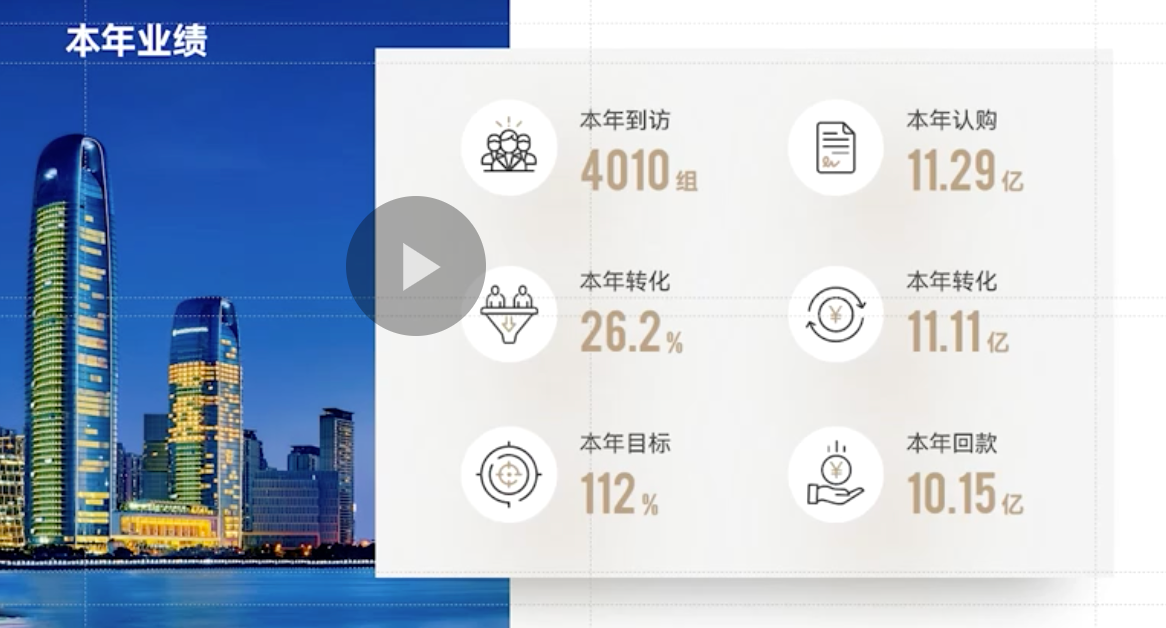 本年业绩
本年到访
4010组
本年认购
11.29亿
本年转化
26.2%
本年转化
11.11亿
本年目标
112%
本年回款
10.15亿